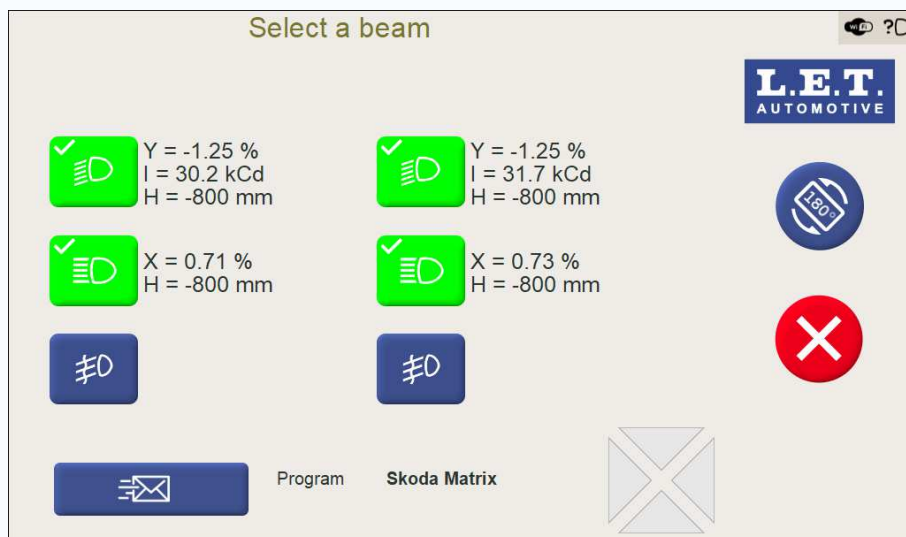 Select a beam
WiFi ?
L.E.T.
AUTOMOTIVE
Y = -1.25 %
I = 30.2 kCd
H = -800 mm
Y = -1.25 %
I = 31.7 kCd
H = -800 mm
180°
X = 0.71 %
H = -800 mm
X = 0.73 %
H = -800 mm
Program Skoda Matrix